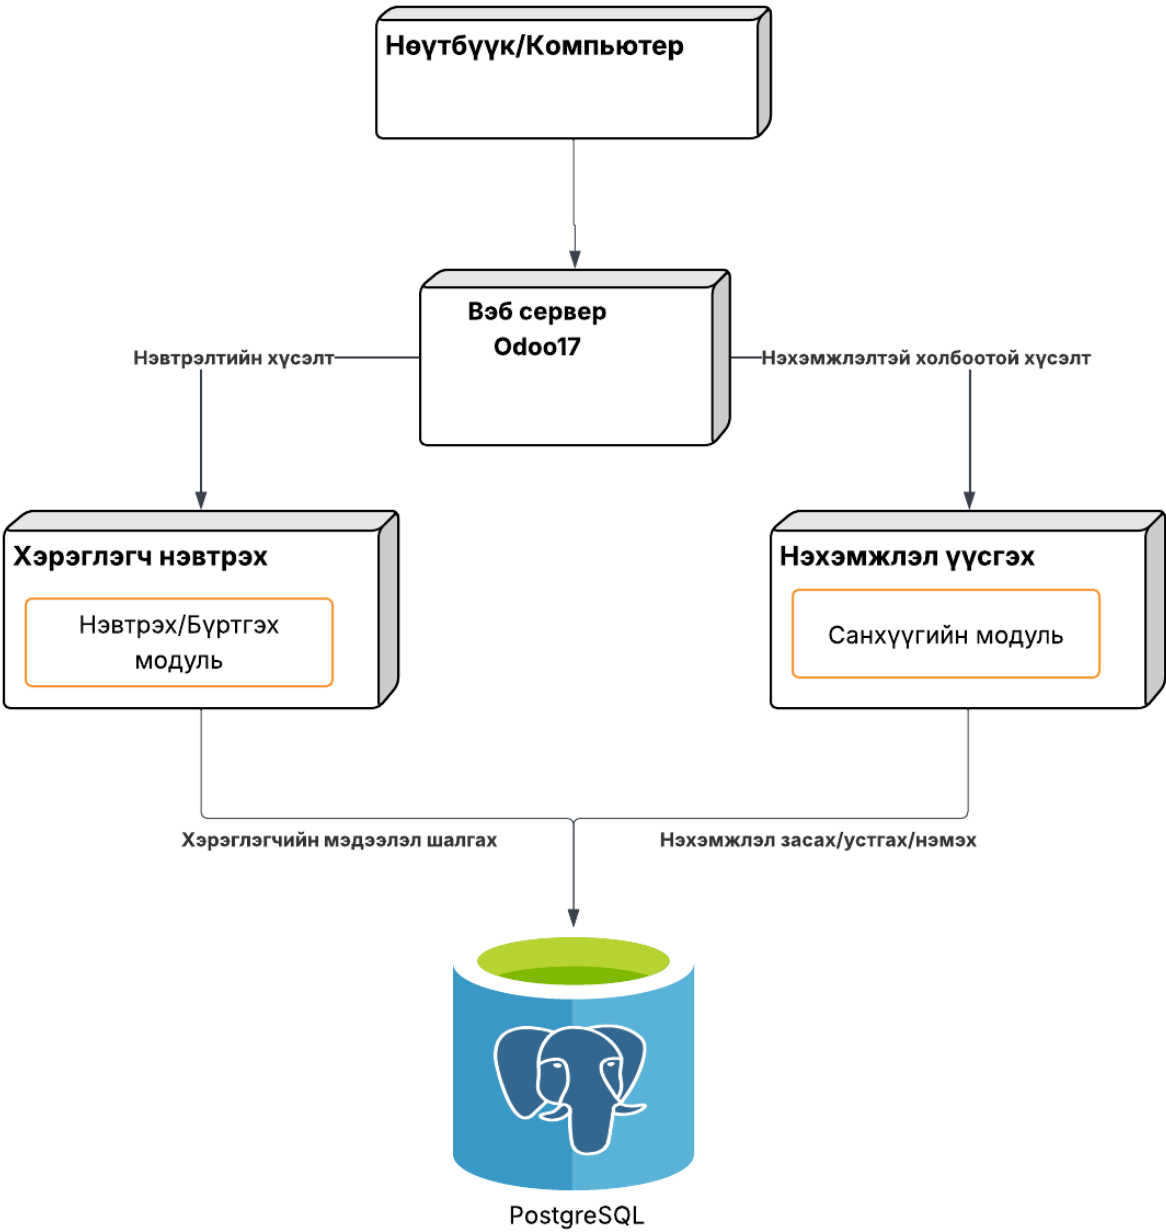 Нөүтбүүк/Компьютер
Вэб сервер
Odoo17
Нэвтрэлтийн хүсэлт
Нэхэмжлэлтэй холбоотой хүсэлт
Хэрэглэгч нэвтрэх
Нэвтрэх/Бүртгэх
модуль
Нэхэмжлэл үүсгэх
Санхүүгийн модуль
Хэрэглэгчийн мэдээлэл шалгах
Нэхэмжлэл засах/устгах/нэмэх
PostgreSQL